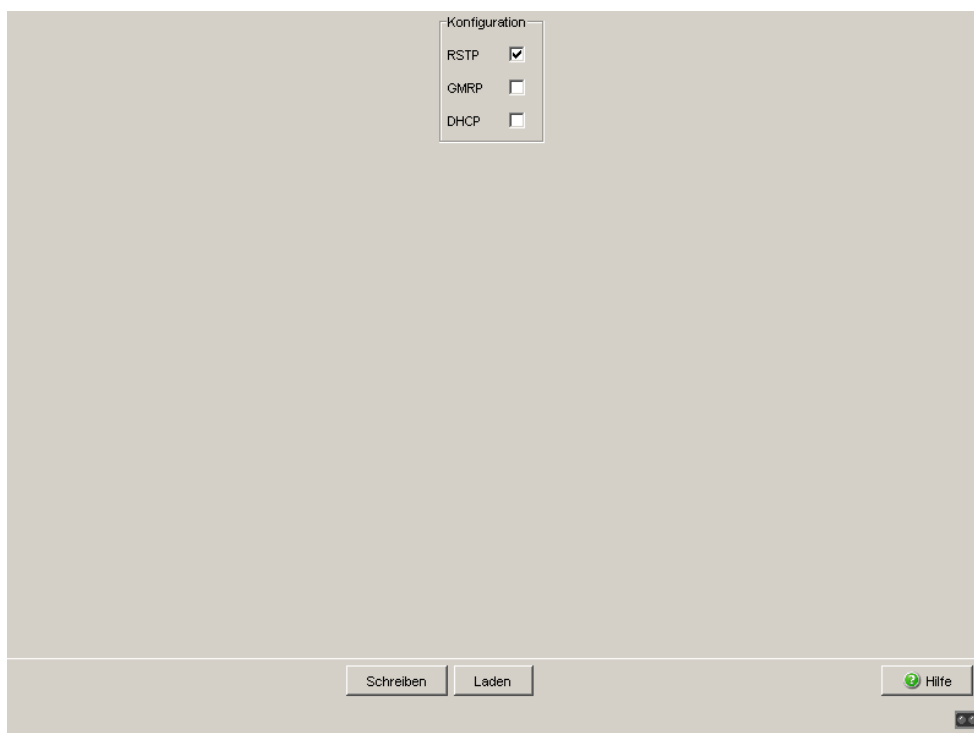 Konfiguration
RSTP
GMRP
DHCP
Schreiben Laden Hilfe